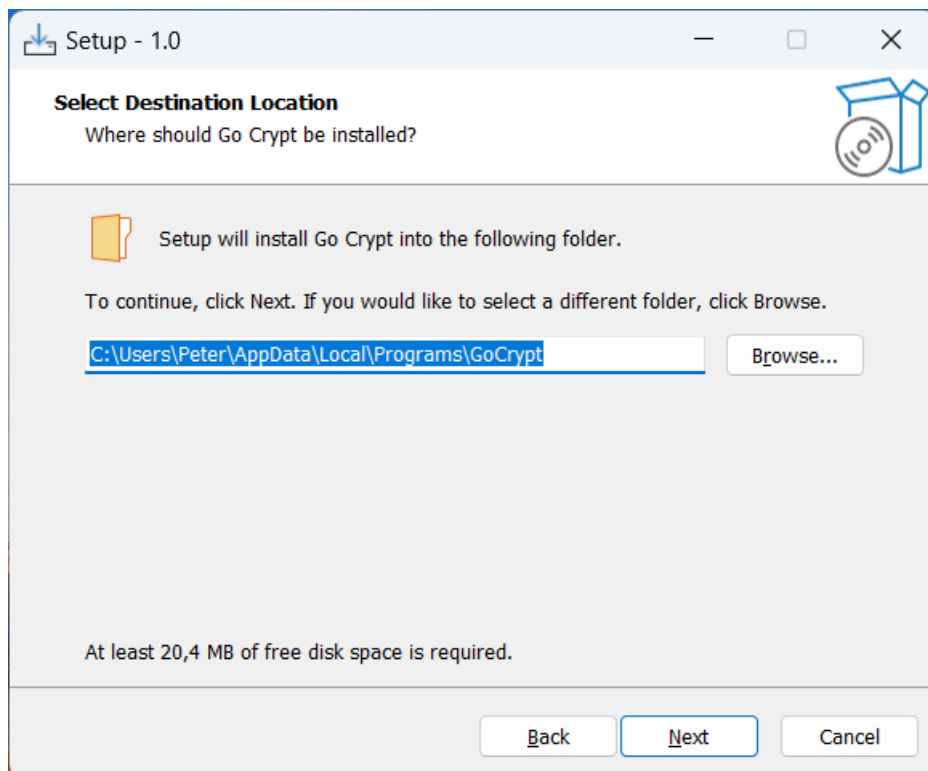 Setup - 1.0
Select Destination Location
Where should Go Crypt be installed?
Setup will install Go Crypt into the following folder.
To continue, click Next. If you would like to select a different folder, click Browse.
C:\Users\Peter\AppData\Local\Programs\GoCrypt
Browse...
At least 20,4 MB of free disk space is required.
Back Next Cancel